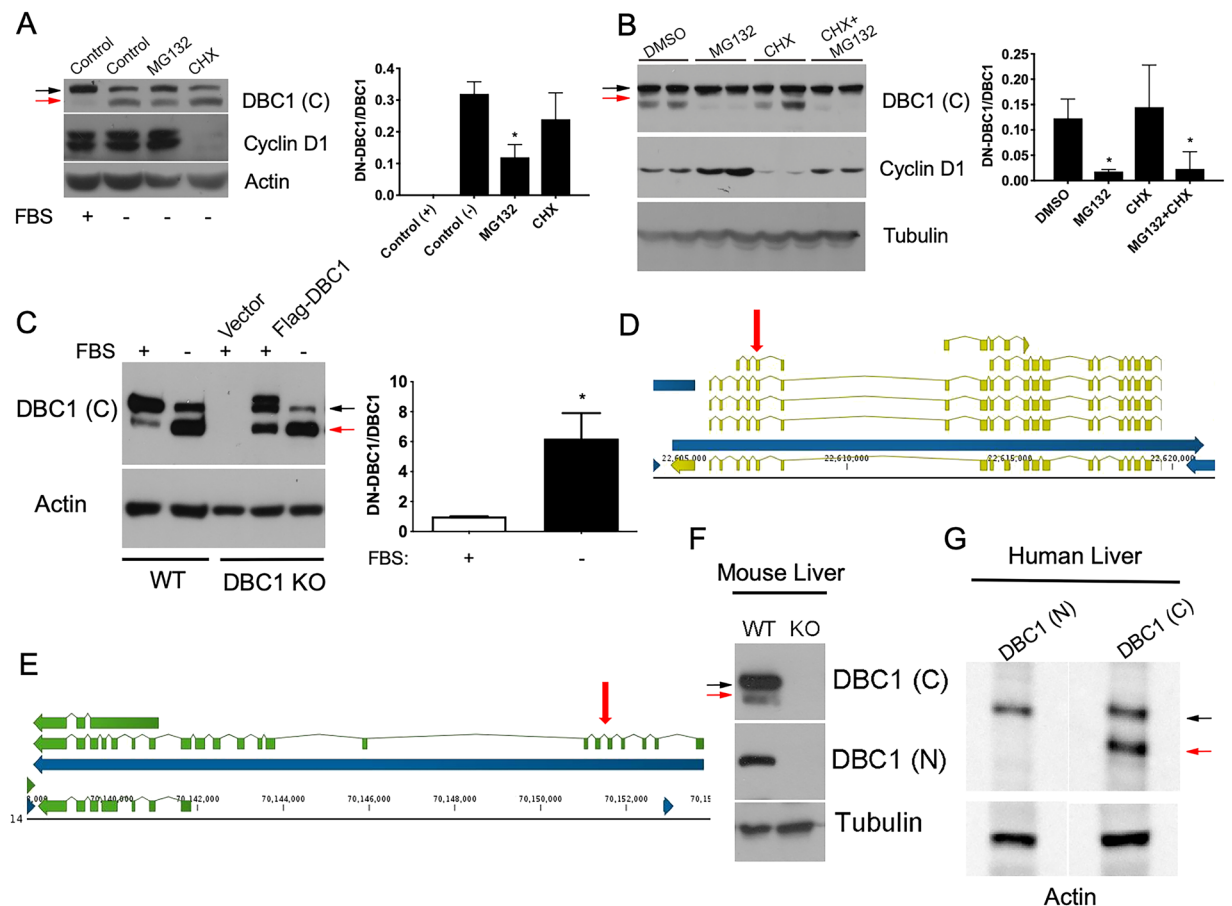 A
Control
Control
MG132
CHX
DBC1 (C)
Cyclin D1
Actin
FBS + - - -
DN-DBC1/DBC1
0.4
0.3
0.2
0.1
0.0
Control (+)
Control (-)
MG132
CHX
*
B
DMSO
MG132
CHX
CHX+
MG132
DBC1 (C)
Cyclin D1
Tubulin
DN-DBC1/DBC1
0.25
0.20
0.15
0.10
0.05
0.00
DMSO
MG132
CHX
MG132+CHX
*
*
C
Vector
Flag-DBC1
FBS + - + + -
DBC1 (C)
Actin
WT
DBC1 KO
DN-DBC1/DBC1
10
8
6
4
2
0
*
FBS: + -
D
22,605,000
22,610,000
22,615,000
22,620,000
E
8,000
70,140,000
70,142,000
70,144,000
70,146,000
70,148,000
70,150,000
70,152,000
70,15
14
F
Mouse Liver
WT KO
DBC1 (C)
DBC1 (N)
Tubulin
G
Human Liver
DBC1 (N)
DBC1 (C)
Actin